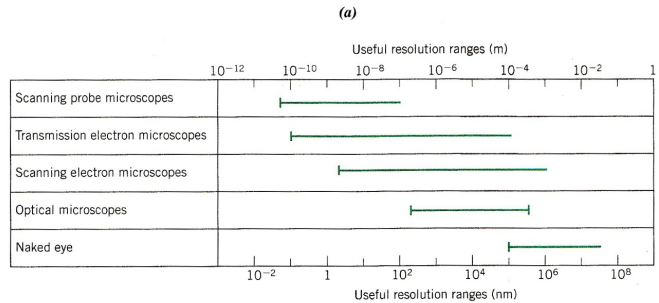 (a)
Useful resolution ranges (m)
10⁻¹² 10⁻¹⁰ 10⁻⁸ 10⁻⁶ 10⁻⁴ 10⁻² 1
Scanning probe microscopes
Transmission electron microscopes
Scanning electron microscopes
Optical microscopes
Naked eye
10⁻² 1 10² 10⁴ 10⁶ 10⁸
Useful resolution ranges (nm)